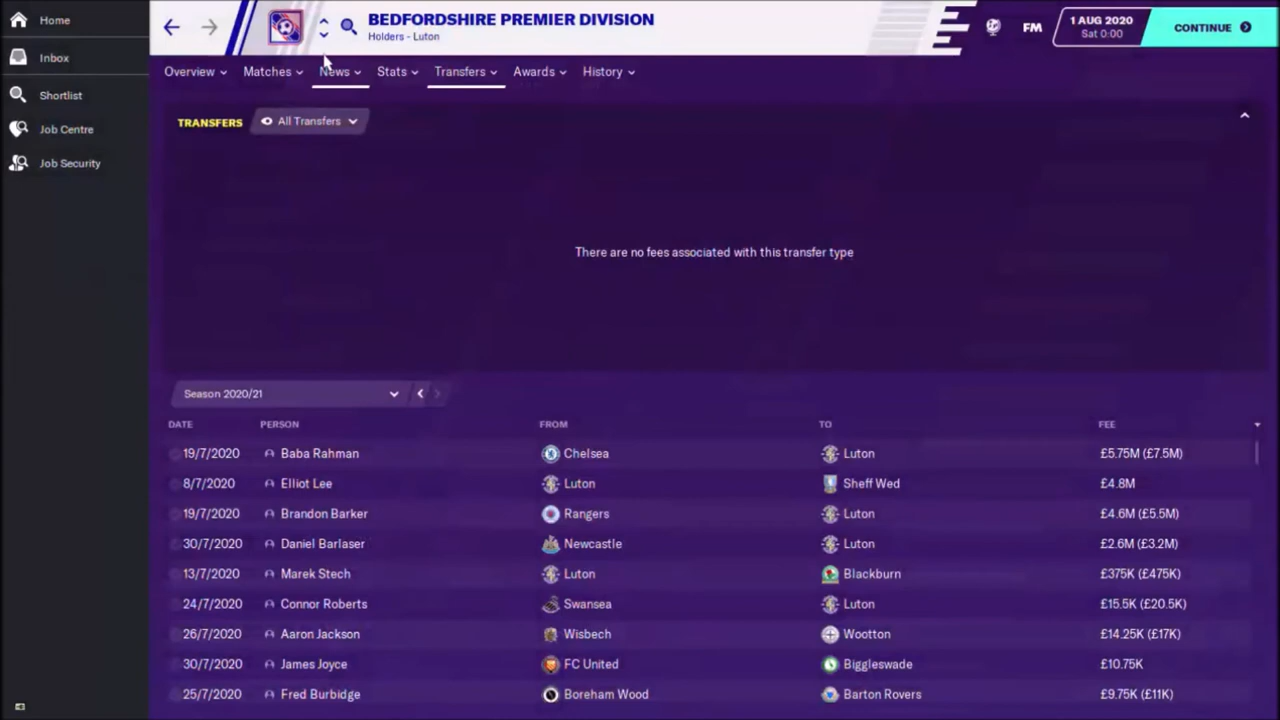 Home
Inbox
Shortlist
Job Centre
Job Security
BEDFORDSHIRE PREMIER DIVISION
Holders - Luton
FM
1 AUG 2020
Sat 0:00
CONTINUE
Overview Matches News Stats Transfers Awards History
TRANSFERS All Transfers
There are no fees associated with this transfer type
Season 2020/21
DATE PERSON FROM TO FEE
19/7/2020 Baba Rahman Chelsea Luton £5.75M (£7.5M)
8/7/2020 Elliot Lee Luton Sheff Wed £4.8M
19/7/2020 Brandon Barker Rangers Luton £4.6M (£5.5M)
30/7/2020 Daniel Barlaser Newcastle Luton £2.6M (£3.2M)
13/7/2020 Marek Stech Luton Blackburn £375K (£475K)
24/7/2020 Connor Roberts Swansea Luton £15.5K (£20.5K)
26/7/2020 Aaron Jackson Wisbech Wootton £14.25K (£17K)
30/7/2020 James Joyce FC United Biggleswade £10.75K
25/7/2020 Fred Burbidge Boreham Wood Barton Rovers £9.75K (£11K)